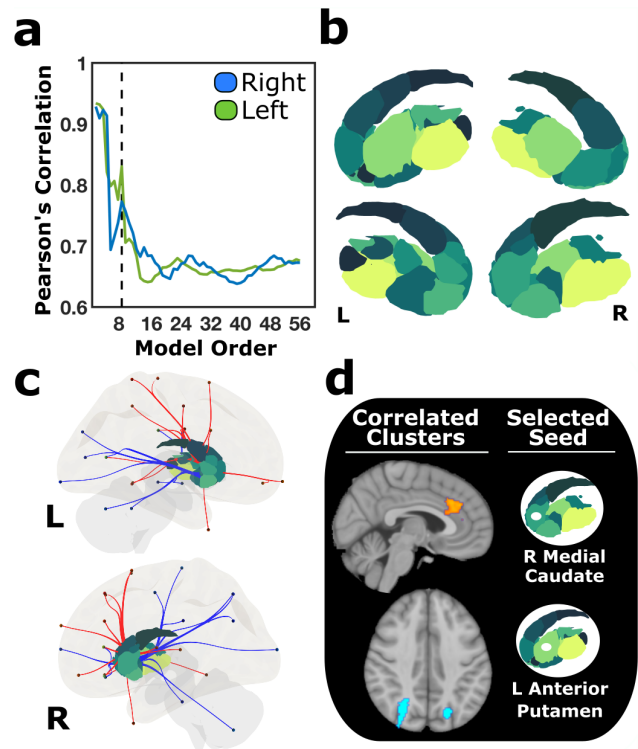 a
b
1
0.9
0.8
0.7
0.6
Pearson's Correlation
Right
Left
8 16 24 32 40 48 56
Model Order
L
R
c
d
L
R
Correlated
Clusters
Selected
Seed
R Medial
Caudate
L Anterior
Putamen